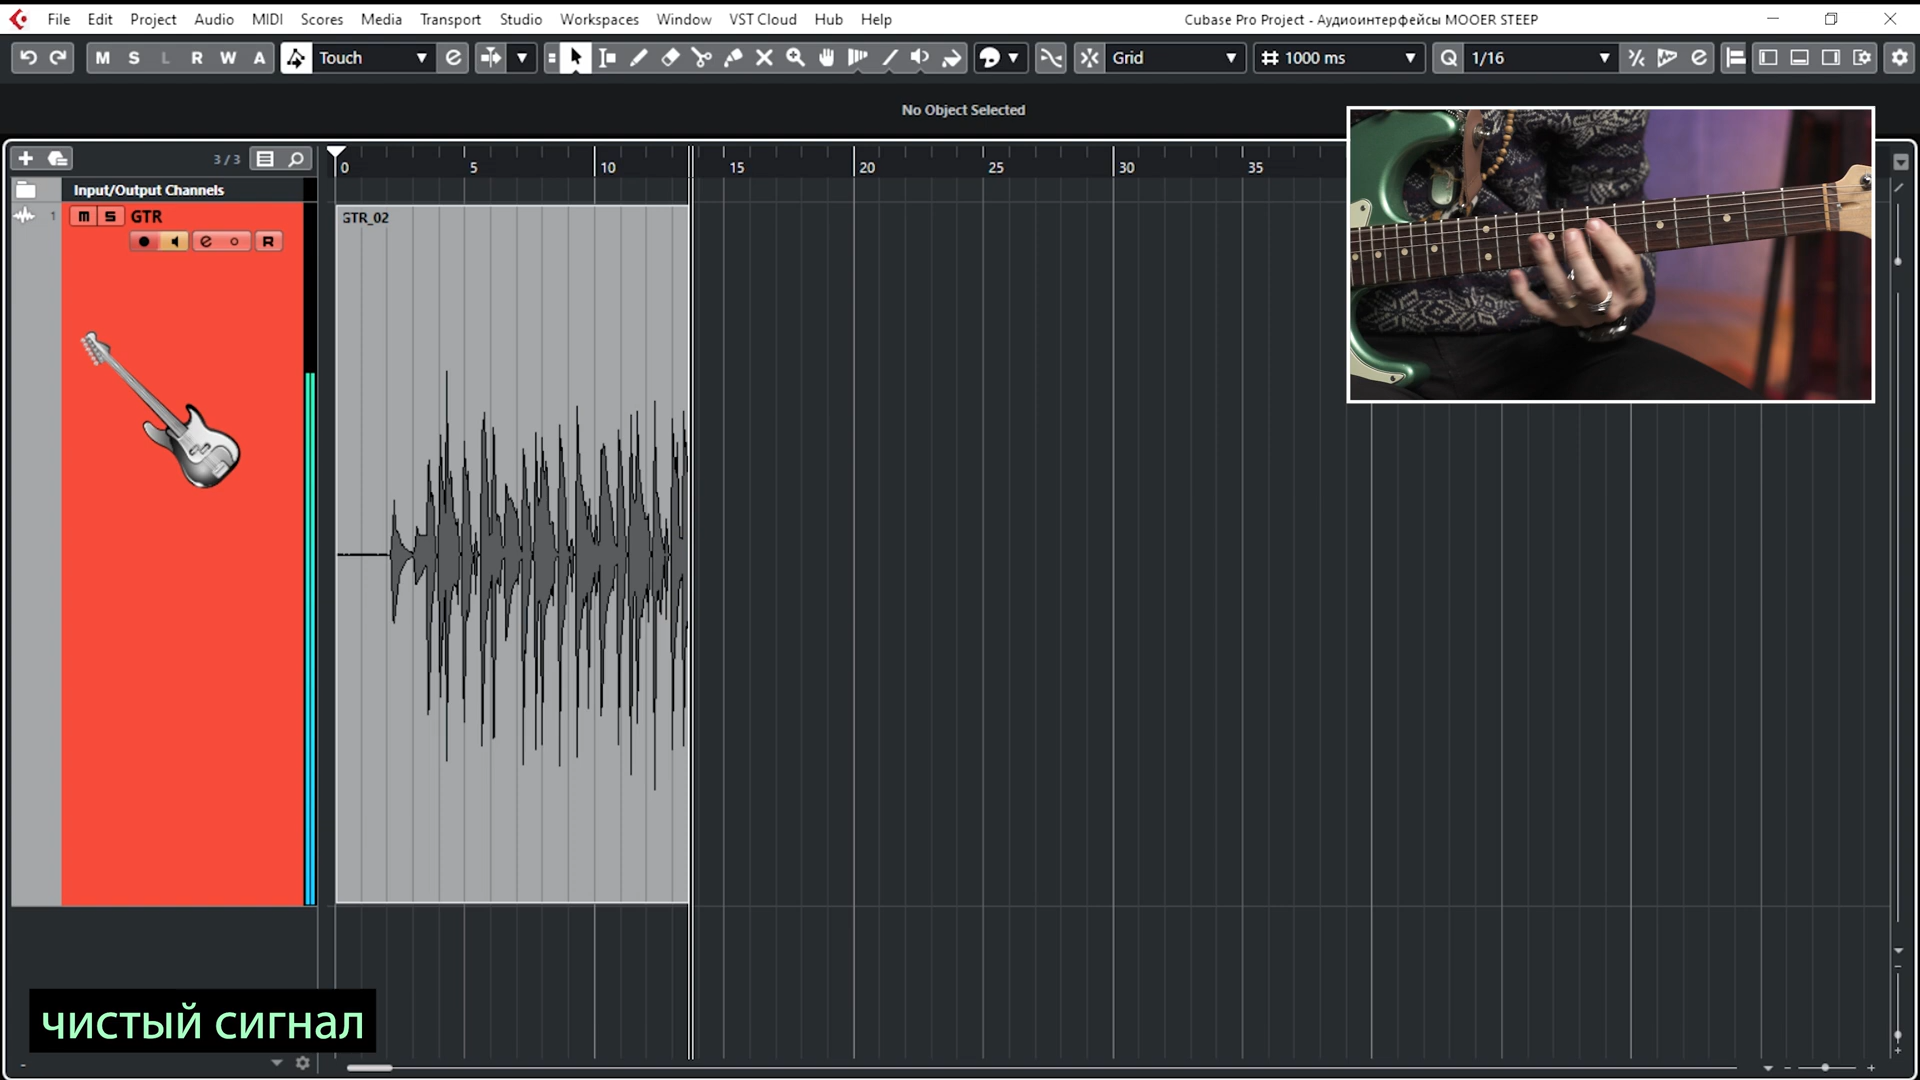 File Edit Project Audio MIDI Scores Media Transport Studio Workspaces Window VST Cloud Hub Help Cubase Pro Project - Аудиоинтерфейсы MOOER STEEP
M S L R W A Touch Grid 1000 ms Q 1/16
No Object Selected
3 / 3
0 5 10 15 20 25 30 35
Input/Output Channels
1 m S GTR
R
GTR_02
чистый сигнал